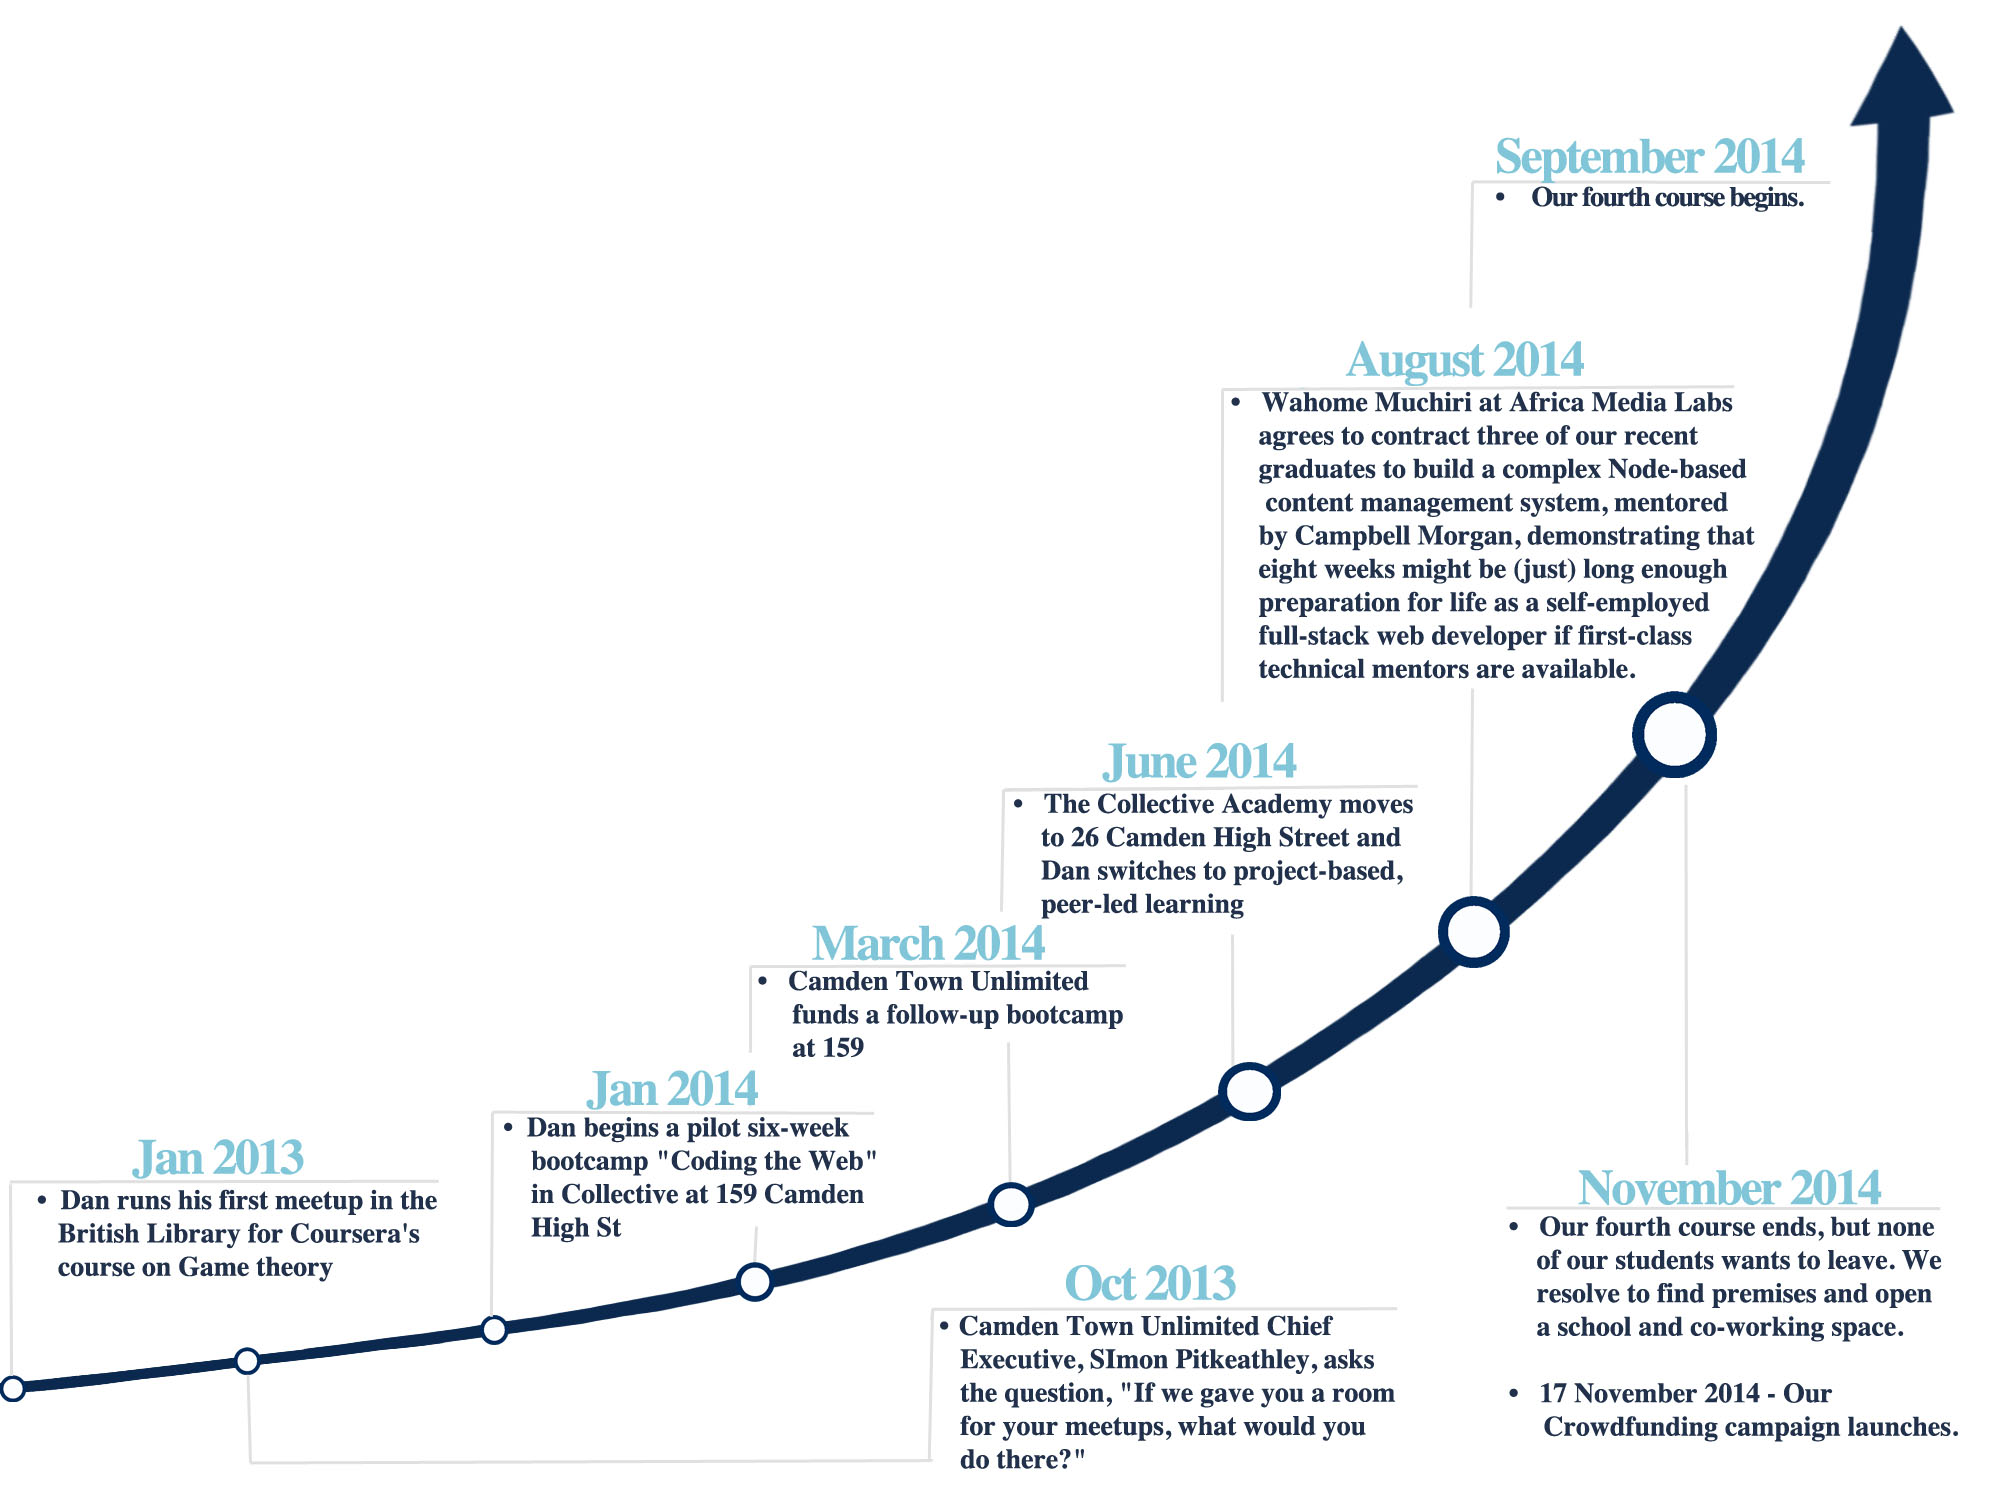 September 2014
• Our fourth course begins.
August 2014
• Wahome Muchiri at Africa Media Labs
agrees to contract three of our recent
graduates to build a complex Node-based
content management system, mentored
by Campbell Morgan, demonstrating that
eight weeks might be (just) long enough
preparation for life as a self-employed
full-stack web developer if first-class
technical mentors are available.
June 2014
• The Collective Academy moves
to 26 Camden High Street and
Dan switches to project-based,
peer-led learning
March 2014
• Camden Town Unlimited
funds a follow-up bootcamp
at 159
Jan 2014
• Dan begins a pilot six-week
bootcamp "Coding the Web"
in Collective at 159 Camden
High St
Jan 2013
• Dan runs his first meetup in the
British Library for Coursera's
course on Game theory
Oct 2013
• Camden Town Unlimited Chief
Executive, SImon Pitkeathley, asks
the question, "If we gave you a room
for your meetups, what would you
do there?"
November 2014
• Our fourth course ends, but none
of our students wants to leave. We
resolve to find premises and open
a school and co-working space.
• 17 November 2014 - Our
Crowdfunding campaign launches.